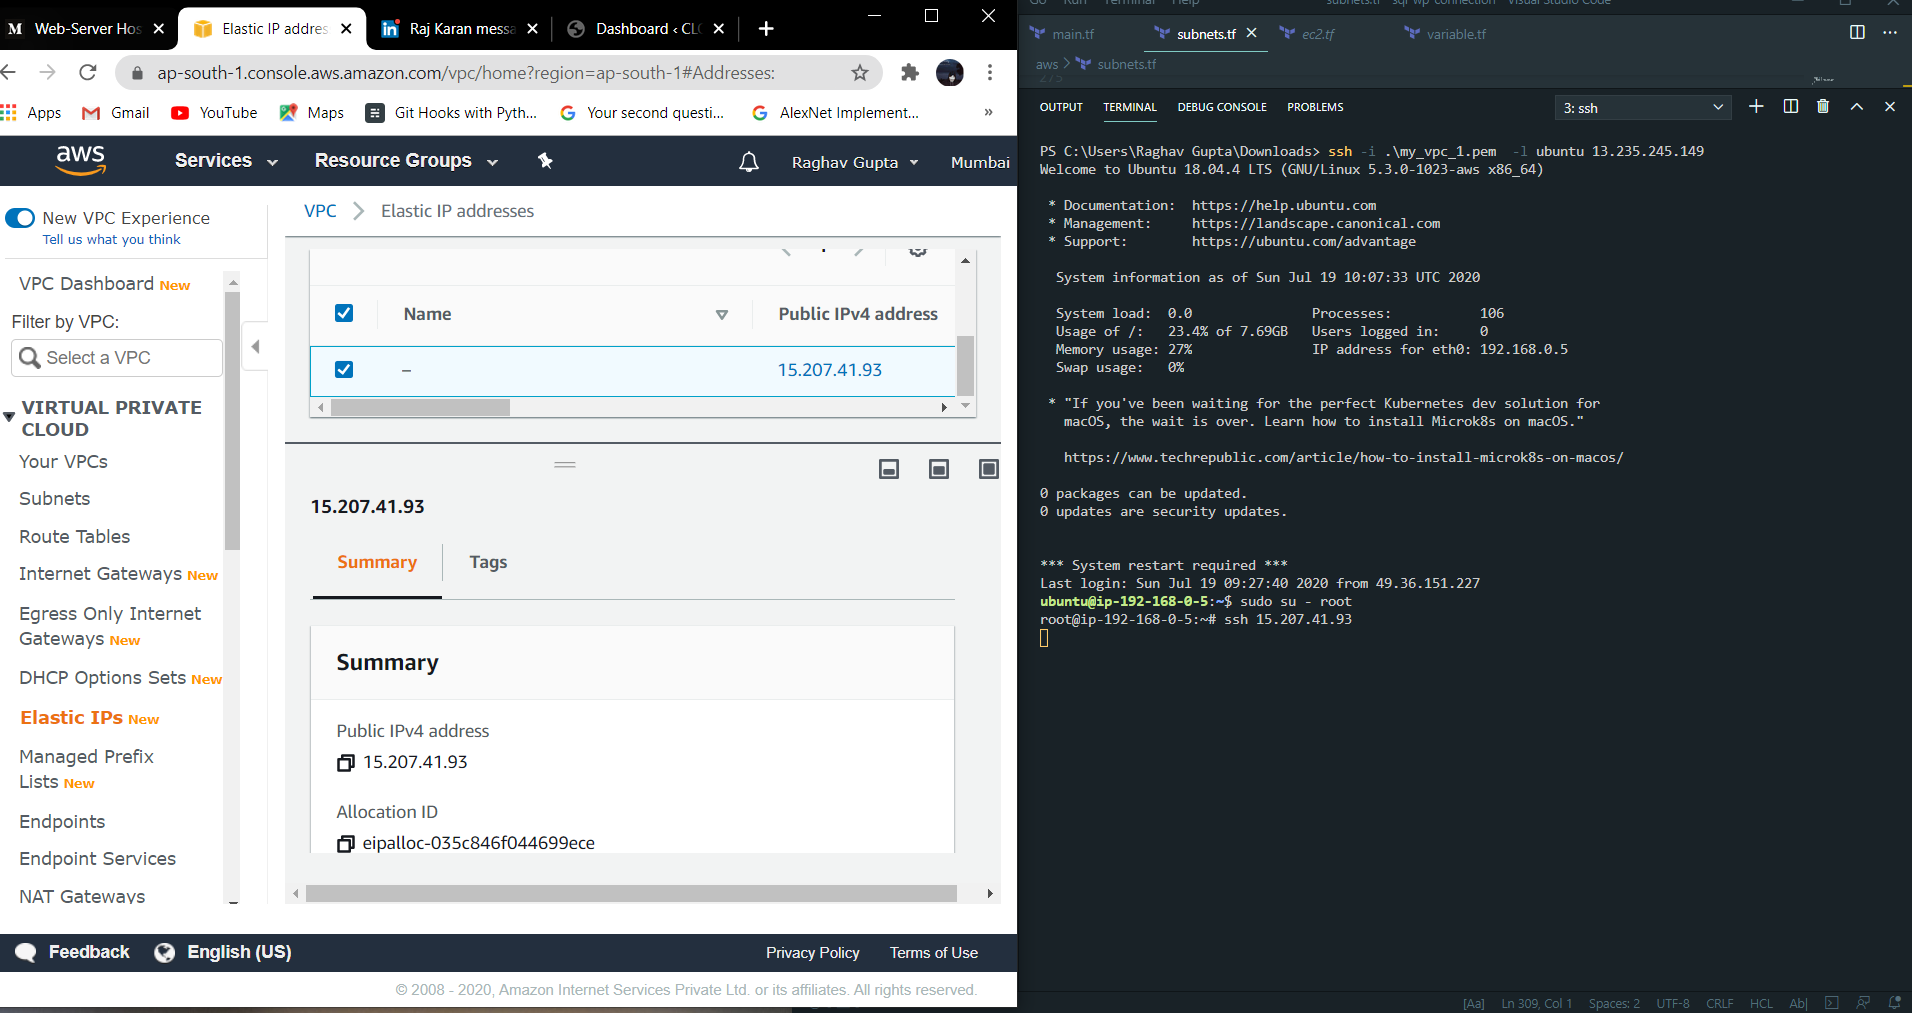 Web-Server Hos
Elastic IP addres
Raj Karan messa
Dashboard ‹ CL
ap-south-1.console.aws.amazon.com/vpc/home?region=ap-south-1#Addresses:
Apps
Gmail
YouTube
Maps
Git Hooks with Pyth...
Your second questi...
AlexNet Implement...
»
aws
Services
Resource Groups
Raghav Gupta
Mumbai
New VPC Experience
Tell us what you think
VPC Dashboard New
Filter by VPC:
Select a VPC
VIRTUAL PRIVATE
CLOUD
Your VPCs
Subnets
Route Tables
Internet Gateways New
Egress Only Internet
Gateways New
DHCP Options Sets New
Elastic IPs New
Managed Prefix
Lists New
Endpoints
Endpoint Services
NAT Gateways
VPC > Elastic IP addresses
Name
Public IPv4 address
–
15.207.41.93
15.207.41.93
Summary
Tags
Summary
Public IPv4 address
15.207.41.93
Allocation ID
eipalloc-035c846f044699ece
Feedback
English (US)
Privacy Policy
Terms of Use
© 2008 - 2020, Amazon Internet Services Private Ltd. or its affiliates. All rights reserved.
Go Run Terminal Help
subnets.tf - sql-wp-connection - Visual Studio Code
main.tf
subnets.tf
ec2.tf
variable.tf
aws > subnets.tf
275
OUTPUT
TERMINAL
DEBUG CONSOLE
PROBLEMS
3: ssh
PS C:\Users\Raghav Gupta\Downloads> ssh -i .\my_vpc_1.pem -l ubuntu 13.235.245.149
Welcome to Ubuntu 18.04.4 LTS (GNU/Linux 5.3.0-1023-aws x86_64)
* Documentation: https://help.ubuntu.com
* Management: https://landscape.canonical.com
* Support: https://ubuntu.com/advantage
System information as of Sun Jul 19 10:07:33 UTC 2020
System load: 0.0 Processes: 106
Usage of /: 23.4% of 7.69GB Users logged in: 0
Memory usage: 27% IP address for eth0: 192.168.0.5
Swap usage: 0%
* "If you've been waiting for the perfect Kubernetes dev solution for
macOS, the wait is over. Learn how to install Microk8s on macOS."
https://www.techrepublic.com/article/how-to-install-microk8s-on-macos/
0 packages can be updated.
0 updates are security updates.
*** System restart required ***
Last login: Sun Jul 19 09:27:40 2020 from 49.36.151.227
ubuntu@ip-192-168-0-5:~$ sudo su - root
root@ip-192-168-0-5:~# ssh 15.207.41.93
[Aa]
Ln 309, Col 1
Spaces: 2
UTF-8
CRLF
HCL
Ab|